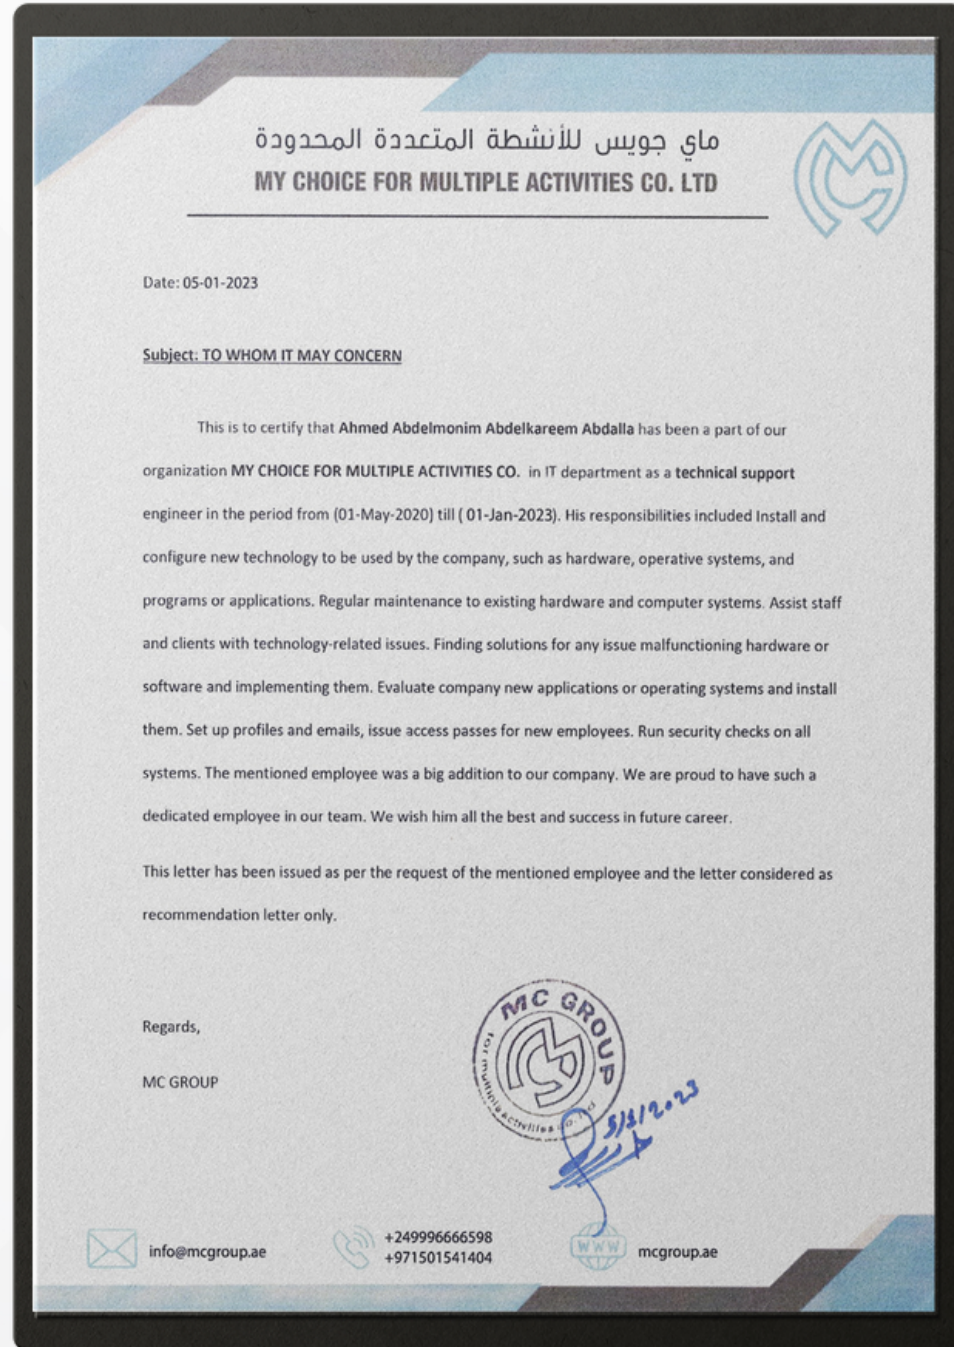 ماي جويس للأنشطة المتعددة المحدودة
MY CHOICE FOR MULTIPLE ACTIVITIES CO. LTD
Date: 05-01-2023
Subject: TO WHOM IT MAY CONCERN
This is to certify that Ahmed Abdelmonim Abdelkareem Abdalla has been a part of our
organization MY CHOICE FOR MULTIPLE ACTIVITIES CO. in IT department as a technical support
engineer in the period from (01-May-2020) till ( 01-Jan-2023). His responsibilities included Install and
configure new technology to be used by the company, such as hardware, operative systems, and
programs or applications. Regular maintenance to existing hardware and computer systems. Assist staff
and clients with technology-related issues. Finding solutions for any issue malfunctioning hardware or
software and implementing them. Evaluate company new applications or operating systems and install
them. Set up profiles and emails, issue access passes for new employees. Run security checks on all
systems. The mentioned employee was a big addition to our company. We are proud to have such a
dedicated employee in our team. We wish him all the best and success in future career.
This letter has been issued as per the request of the mentioned employee and the letter considered as
recommendation letter only.
Regards,
MC GROUP
MC GROUP
for multiple activities co. ltd
5/1/2023
info@mcgroup.ae
+249996666598
+971501541404
WWW
mcgroup.ae